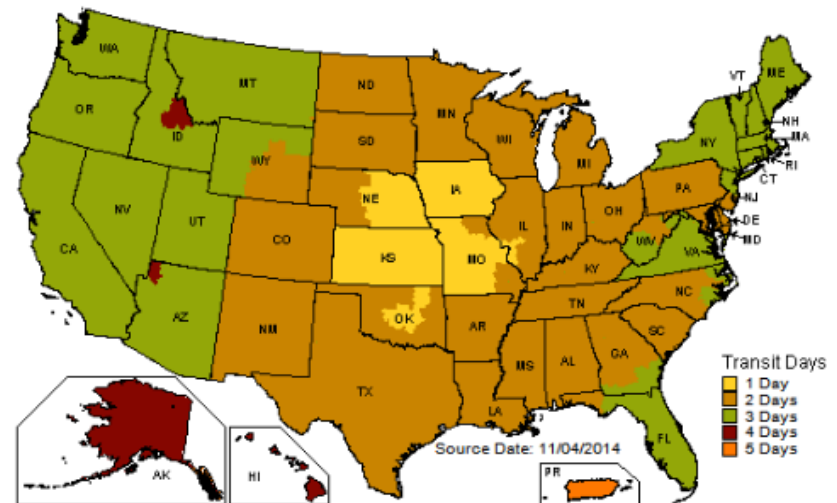 WA
MT
ND
MN
VT
ME
OR
ID
SD
WI
MI
NY
NH
MA
RI
CT
WY
NE
IA
PA
NJ
NV
UT
CO
IL
IN
OH
DE
MD
CA
KS
MO
WV
VA
KY
AZ
NM
OK
AR
TN
NC
SC
TX
MS
AL
GA
LA
FL
Transit Days
1 Day
2 Days
3 Days
4 Days
5 Days
Source Date: 11/04/2014
AK
HI
PR